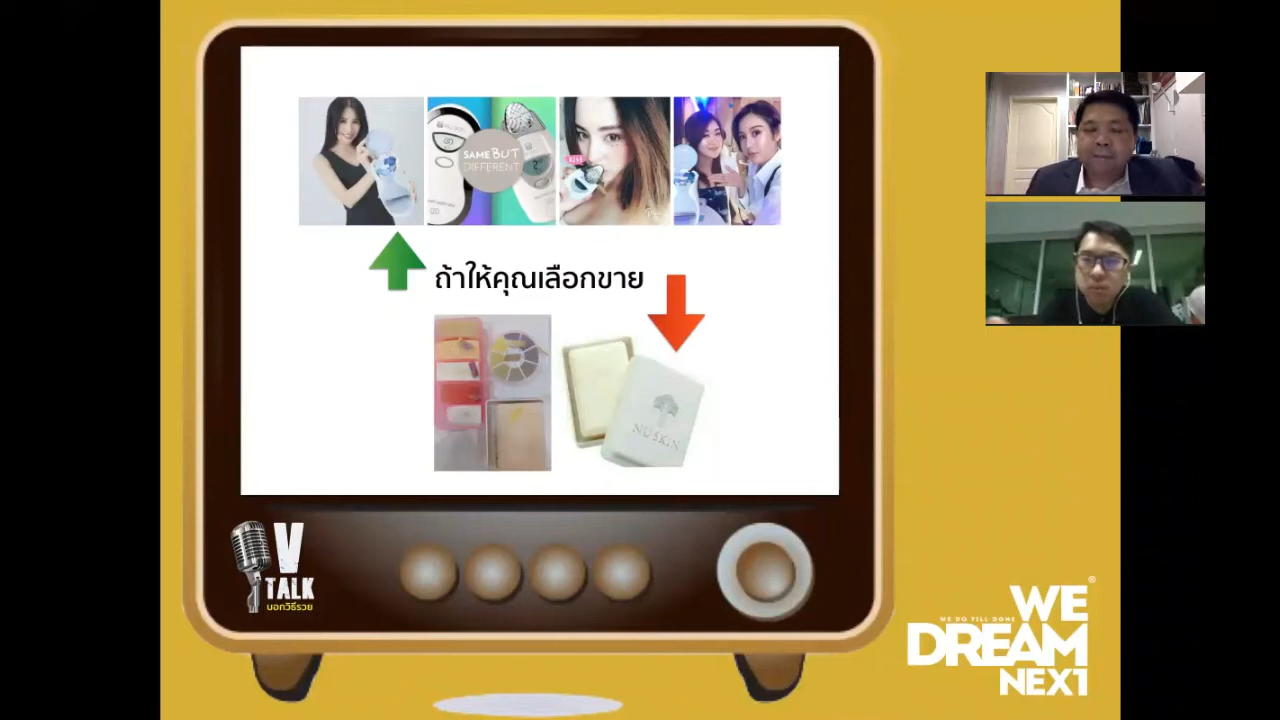 SAME BUT
DIFFERENT
KISS
ถ้าให้คุณเลือกขาย
NU SKIN
V
TALK
บอกวิธีรวย
WE
WE DO TILL DONE
DREAM
NEX1